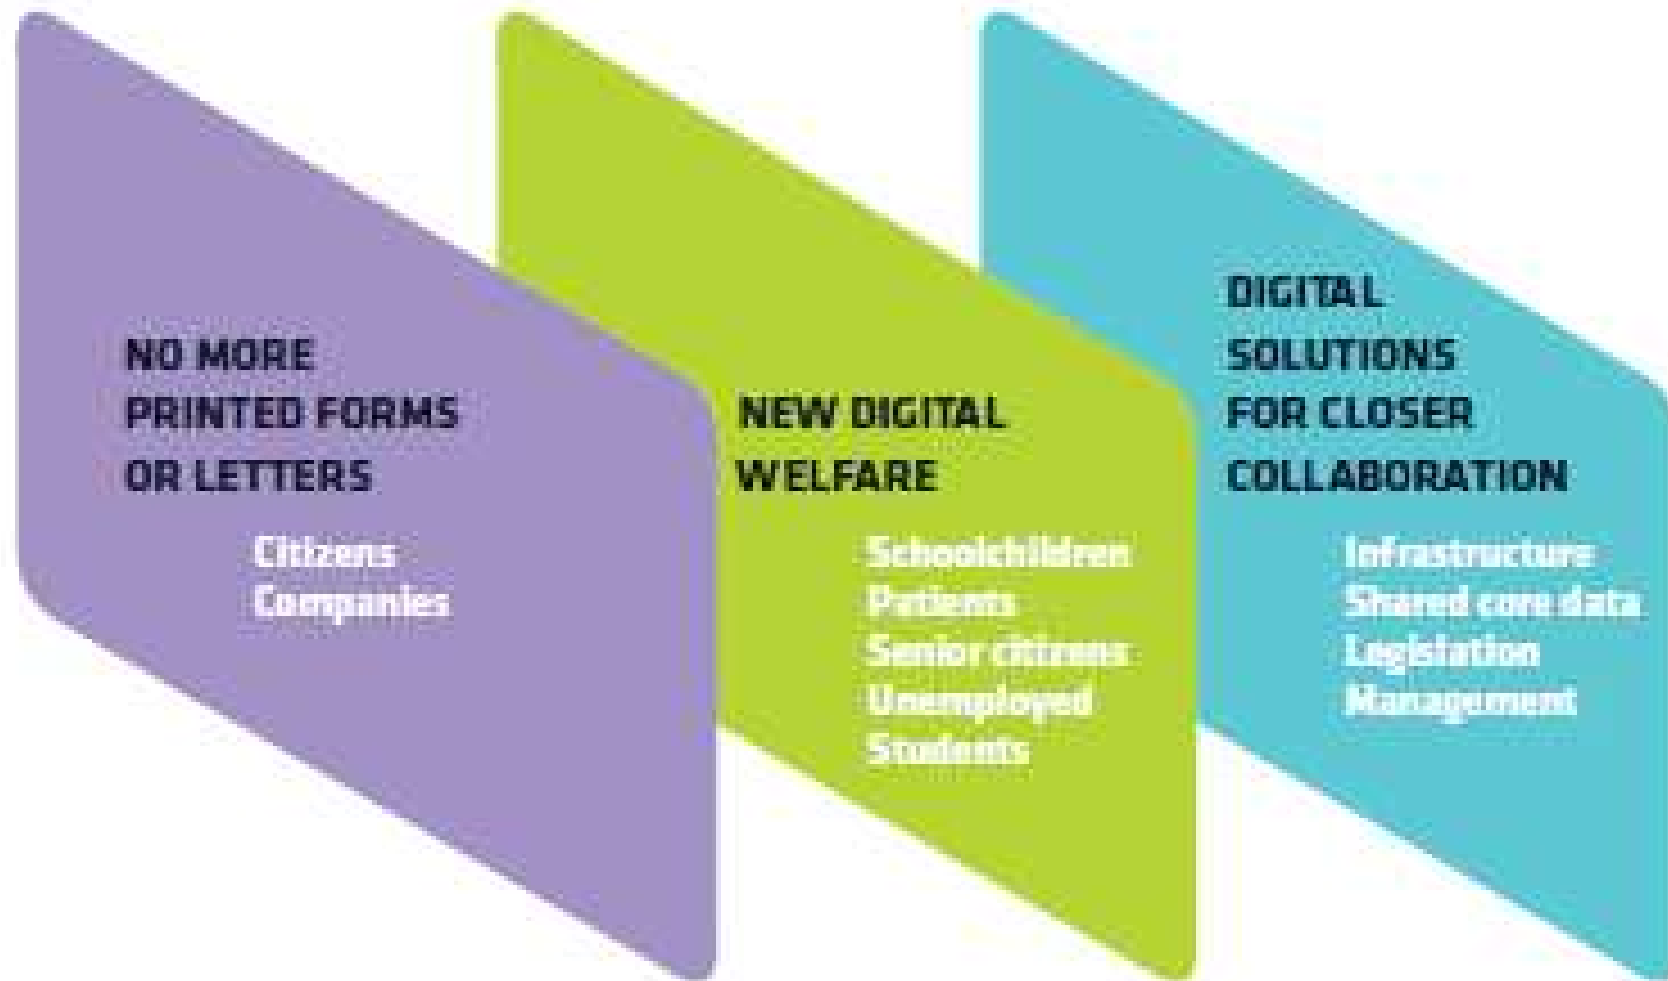 NO MORE
PRINTED FORMS
OR LETTERS
Citizens
Companies
NEW DIGITAL
WELFARE
Schoolchildren
Patients
Senior citizens
Unemployed
Students
DIGITAL
SOLUTIONS
FOR CLOSER
COLLABORATION
Infrastructure
Shared core data
Legislation
Management